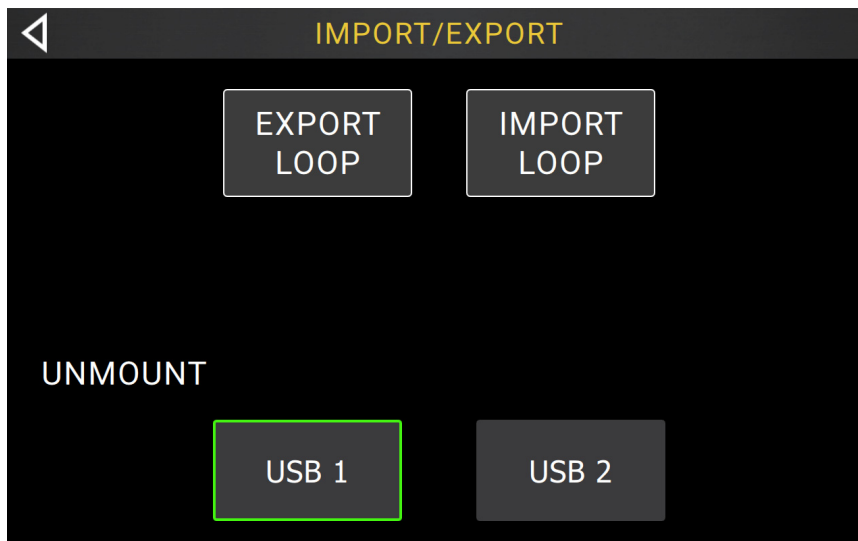 IMPORT/EXPORT
EXPORT
LOOP
IMPORT
LOOP
UNMOUNT
USB 1
USB 2